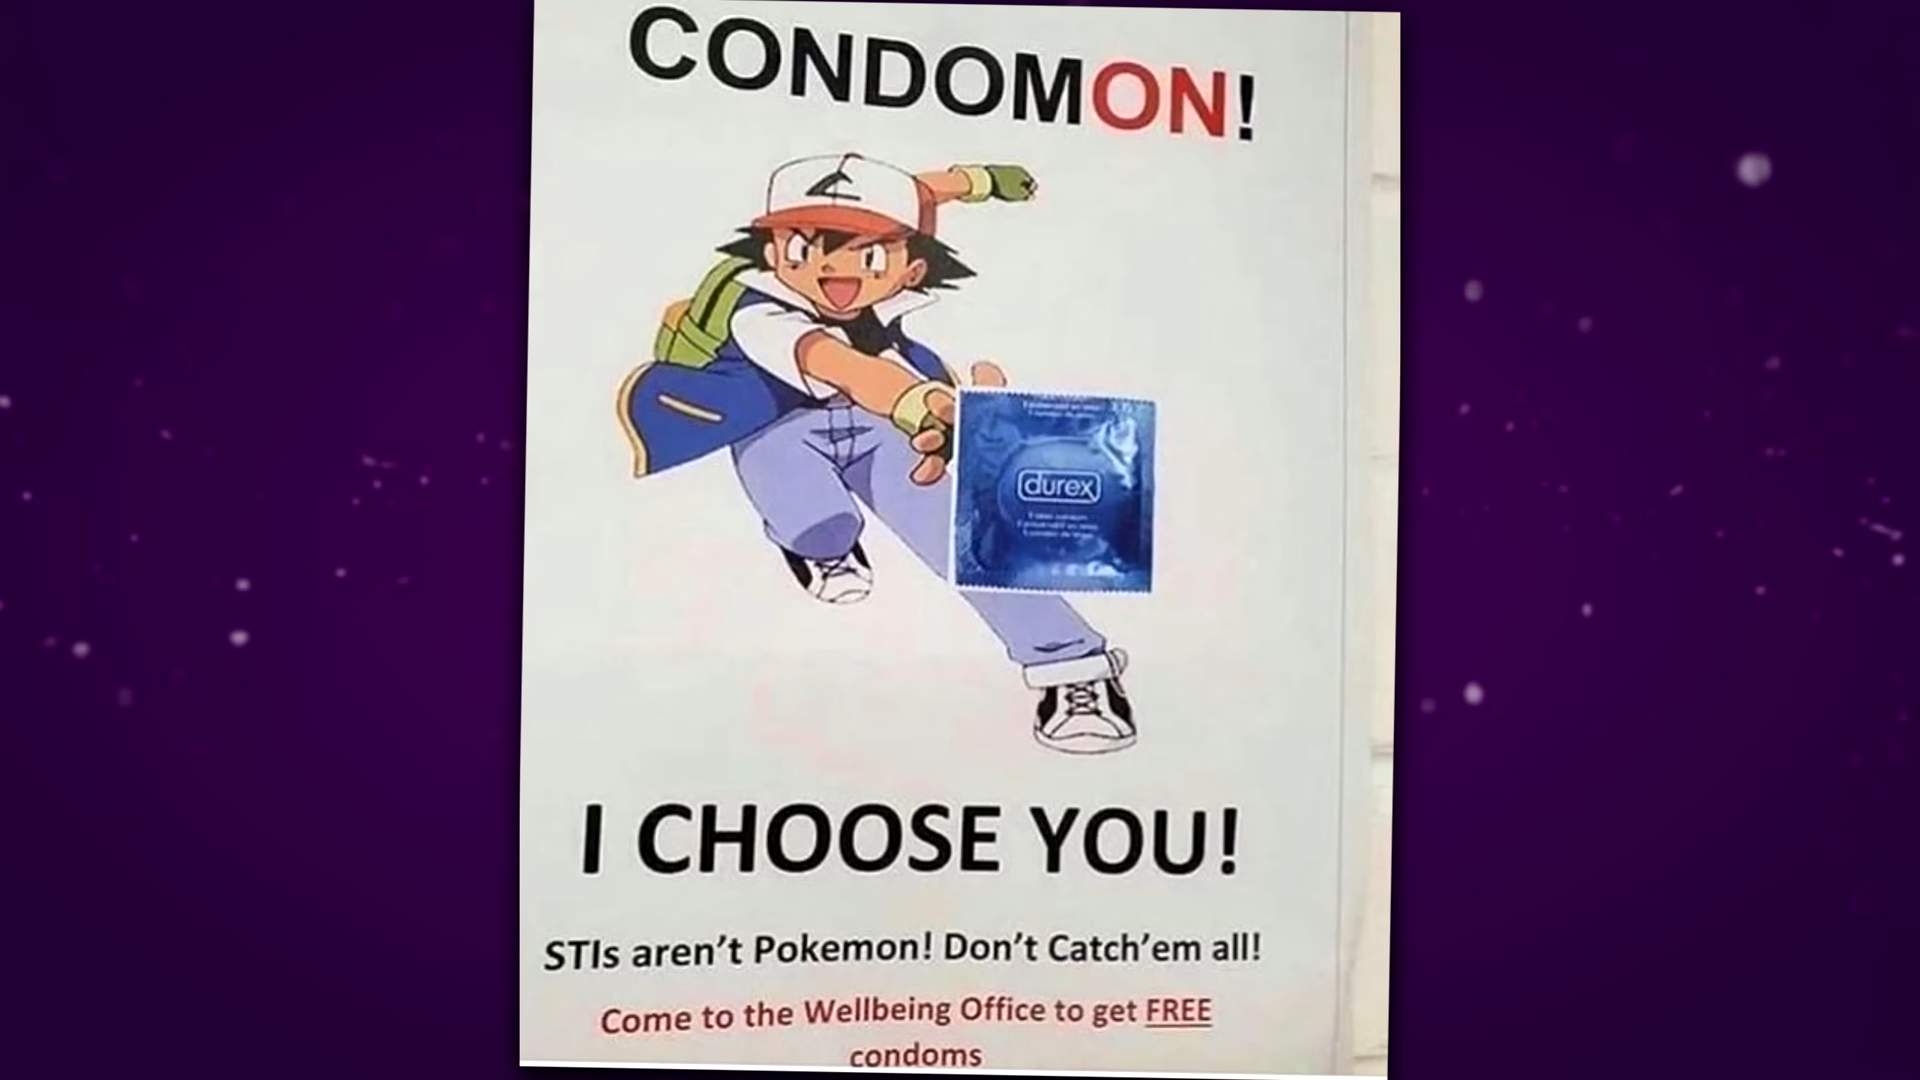 CONDOMON!
durex
I CHOOSE YOU!
STIs aren't Pokemon! Don't Catch'em all!
Come to the Wellbeing Office to get FREE
condoms